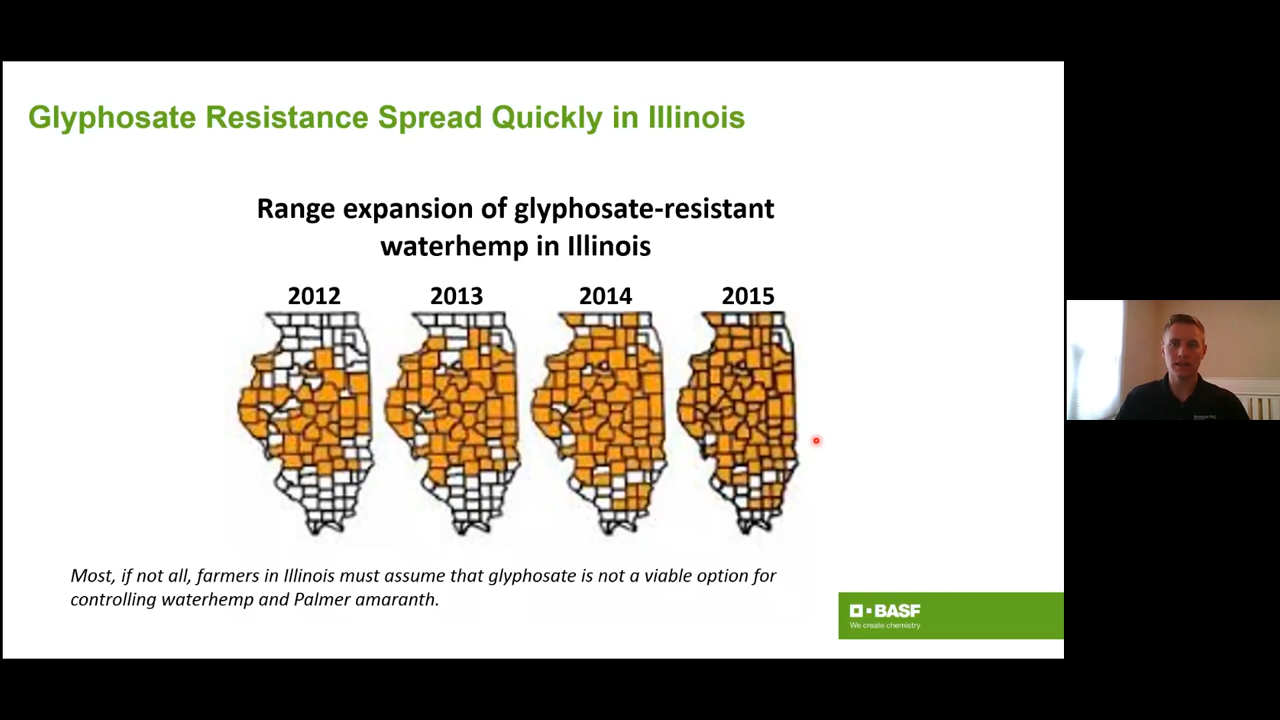 Glyphosate Resistance Spread Quickly in Illinois
Range expansion of glyphosate-resistant
waterhemp in Illinois
2012 2013 2014 2015
Most, if not all, farmers in Illinois must assume that glyphosate is not a viable option for
controlling waterhemp and Palmer amaranth.
BASF
We create chemistry